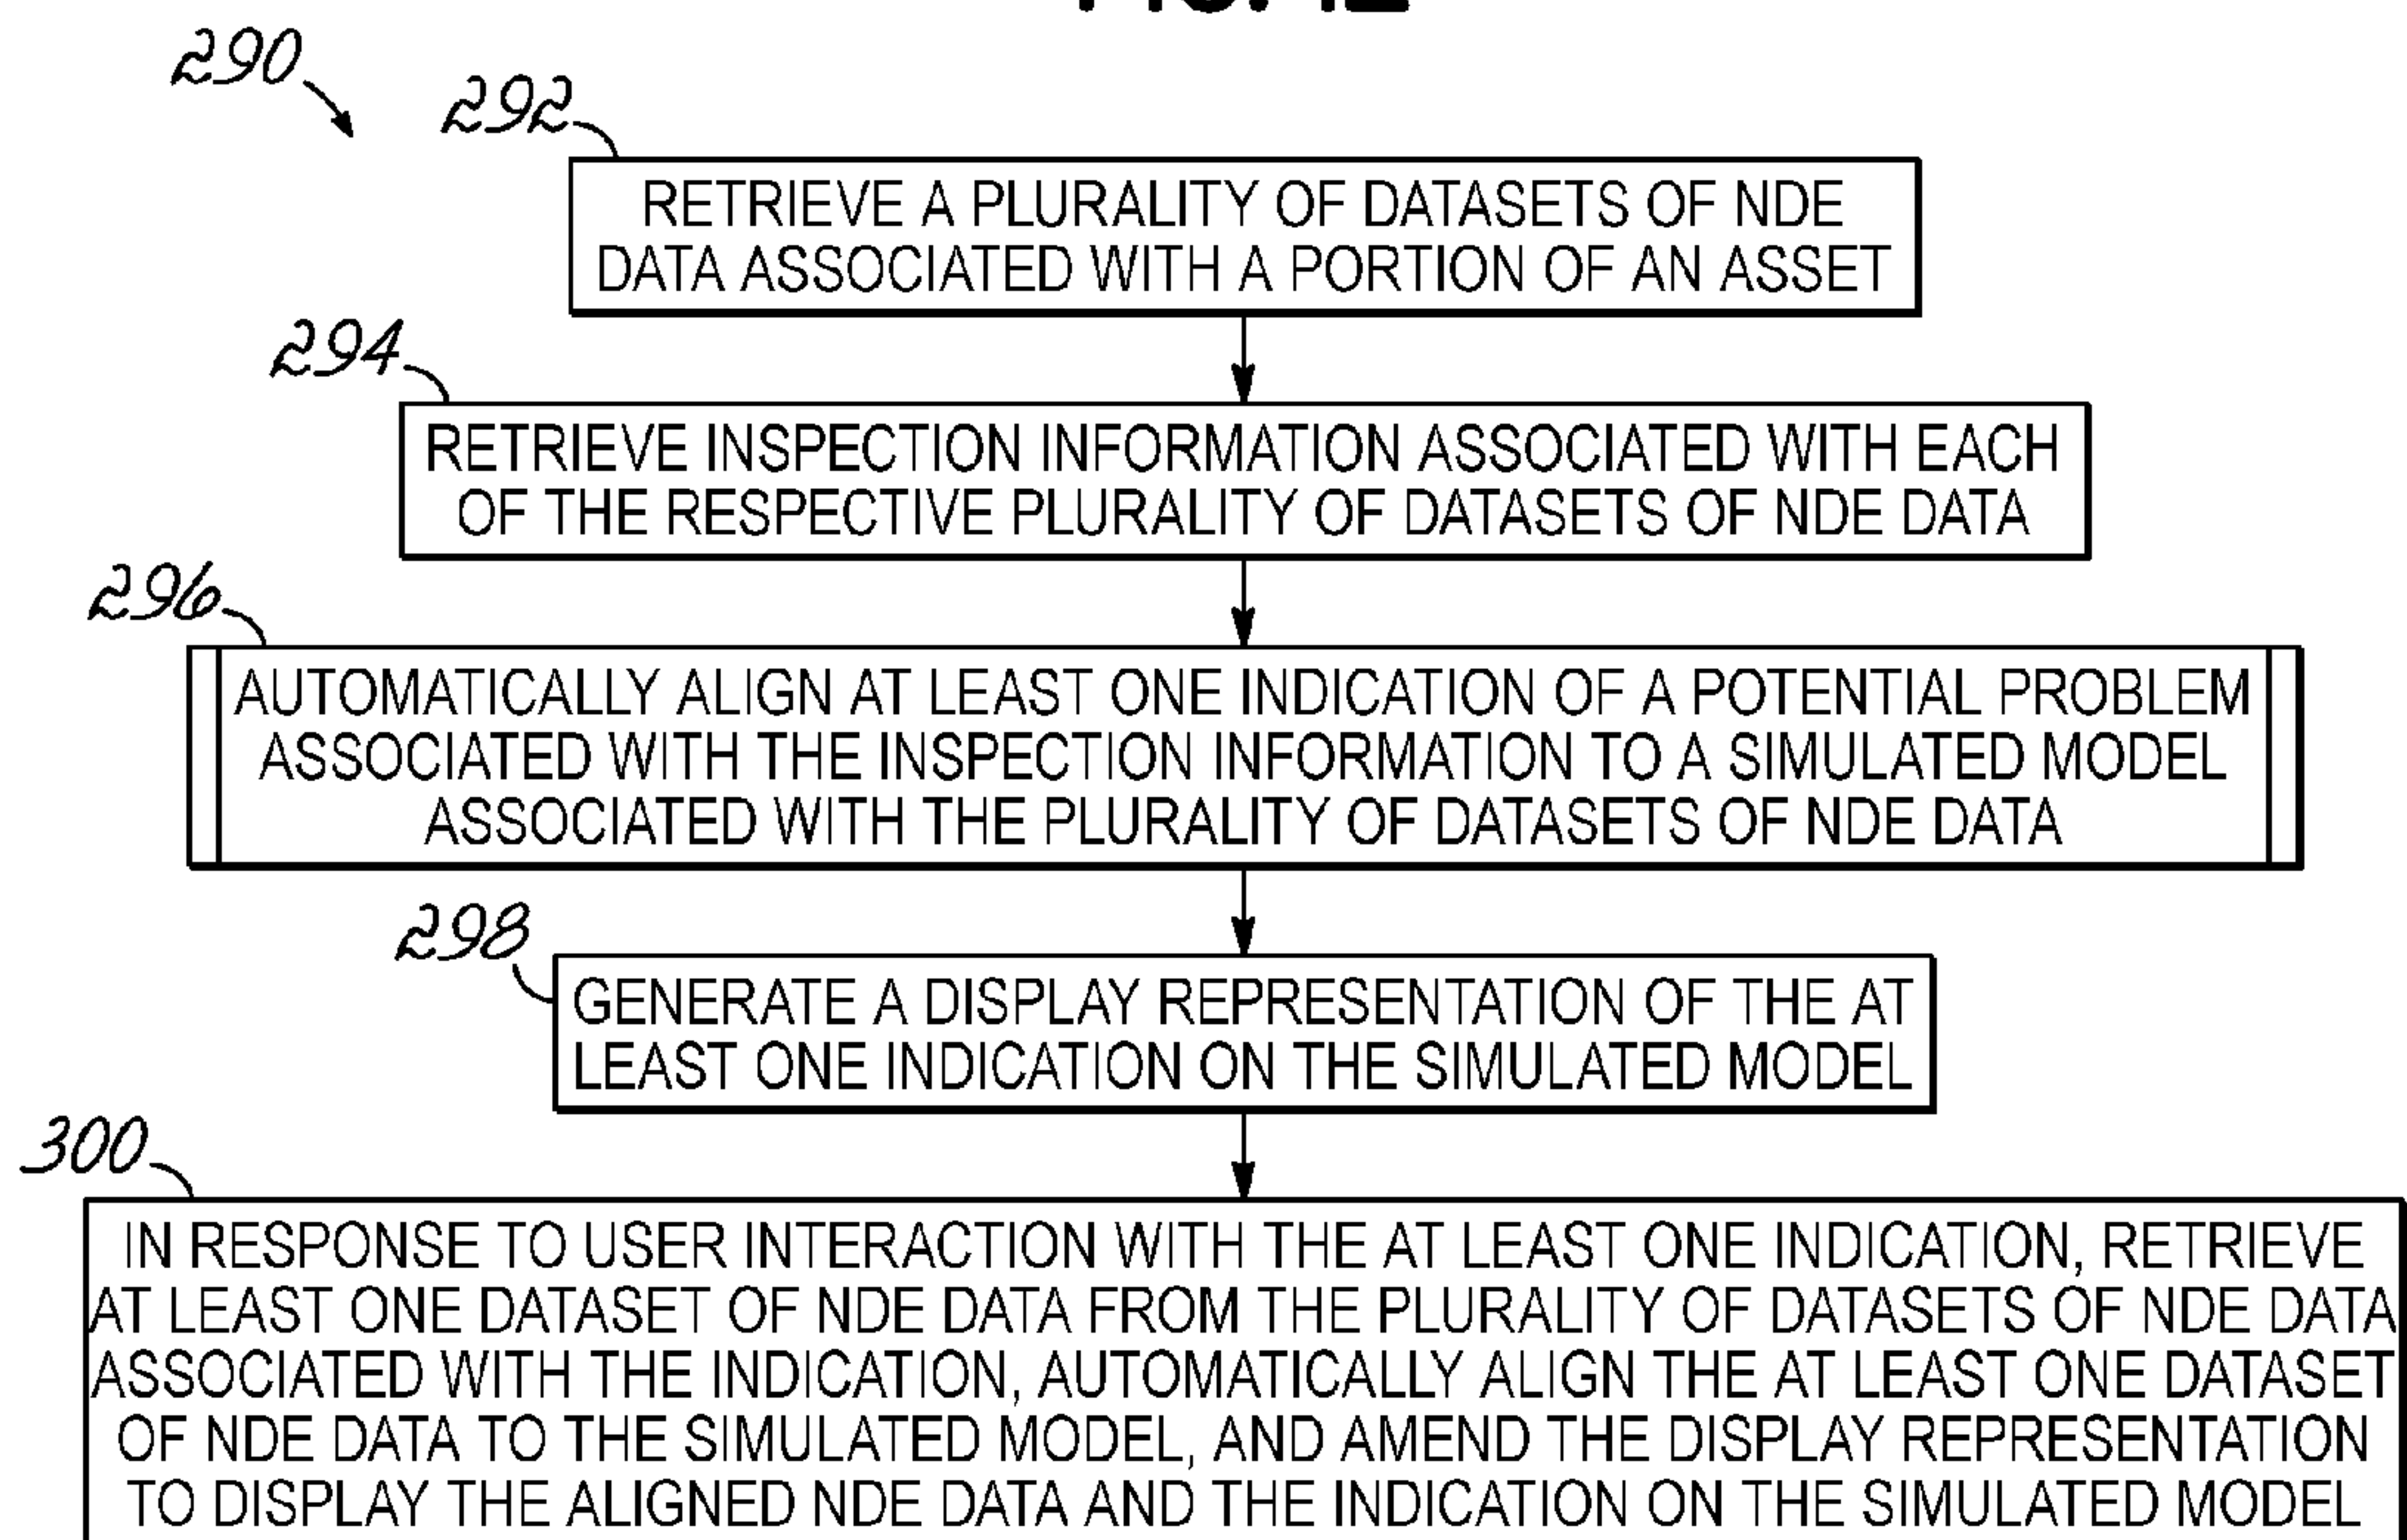 290
292
RETRIEVE A PLURALITY OF DATASETS OF NDE
DATA ASSOCIATED WITH A PORTION OF AN ASSET
294
RETRIEVE INSPECTION INFORMATION ASSOCIATED WITH EACH
OF THE RESPECTIVE PLURALITY OF DATASETS OF NDE DATA
296
AUTOMATICALLY ALIGN AT LEAST ONE INDICATION OF A POTENTIAL PROBLEM
ASSOCIATED WITH THE INSPECTION INFORMATION TO A SIMULATED MODEL
ASSOCIATED WITH THE PLURALITY OF DATASETS OF NDE DATA
298
GENERATE A DISPLAY REPRESENTATION OF THE AT
LEAST ONE INDICATION ON THE SIMULATED MODEL
300
IN RESPONSE TO USER INTERACTION WITH THE AT LEAST ONE INDICATION, RETRIEVE
AT LEAST ONE DATASET OF NDE DATA FROM THE PLURALITY OF DATASETS OF NDE DATA
ASSOCIATED WITH THE INDICATION, AUTOMATICALLY ALIGN THE AT LEAST ONE DATASET
OF NDE DATA TO THE SIMULATED MODEL, AND AMEND THE DISPLAY REPRESENTATION
TO DISPLAY THE ALIGNED NDE DATA AND THE INDICATION ON THE SIMULATED MODEL